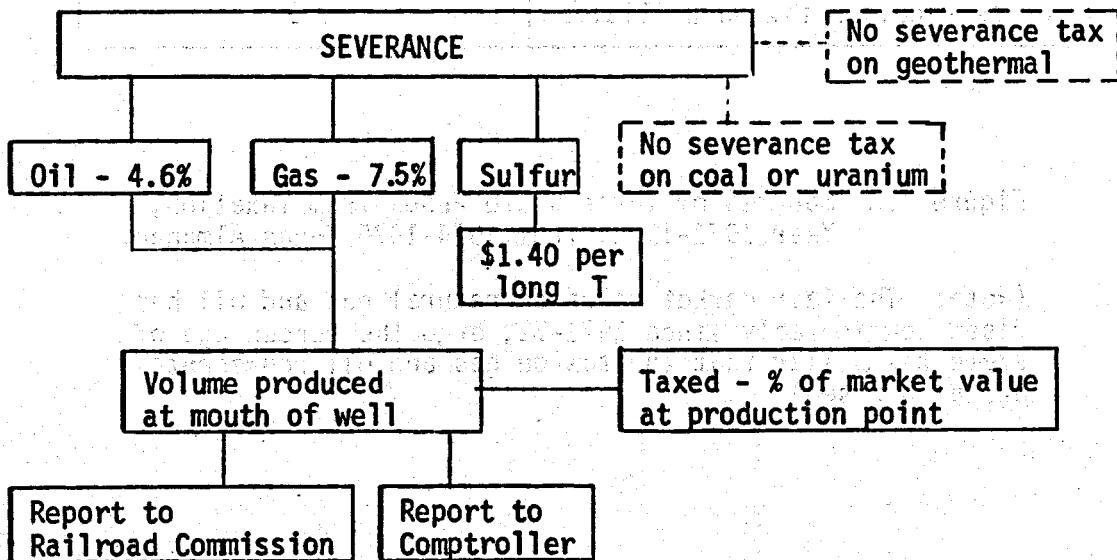 SEVERANCE
No severance tax
on geothermal
Oil - 4.6%
Gas - 7.5%
Sulfur
No severance tax
on coal or uranium
$1.40 per
long T
Volume produced
at mouth of well
Taxed - % of market value
at production point
Report to
Railroad Commission
Report to
Comptroller